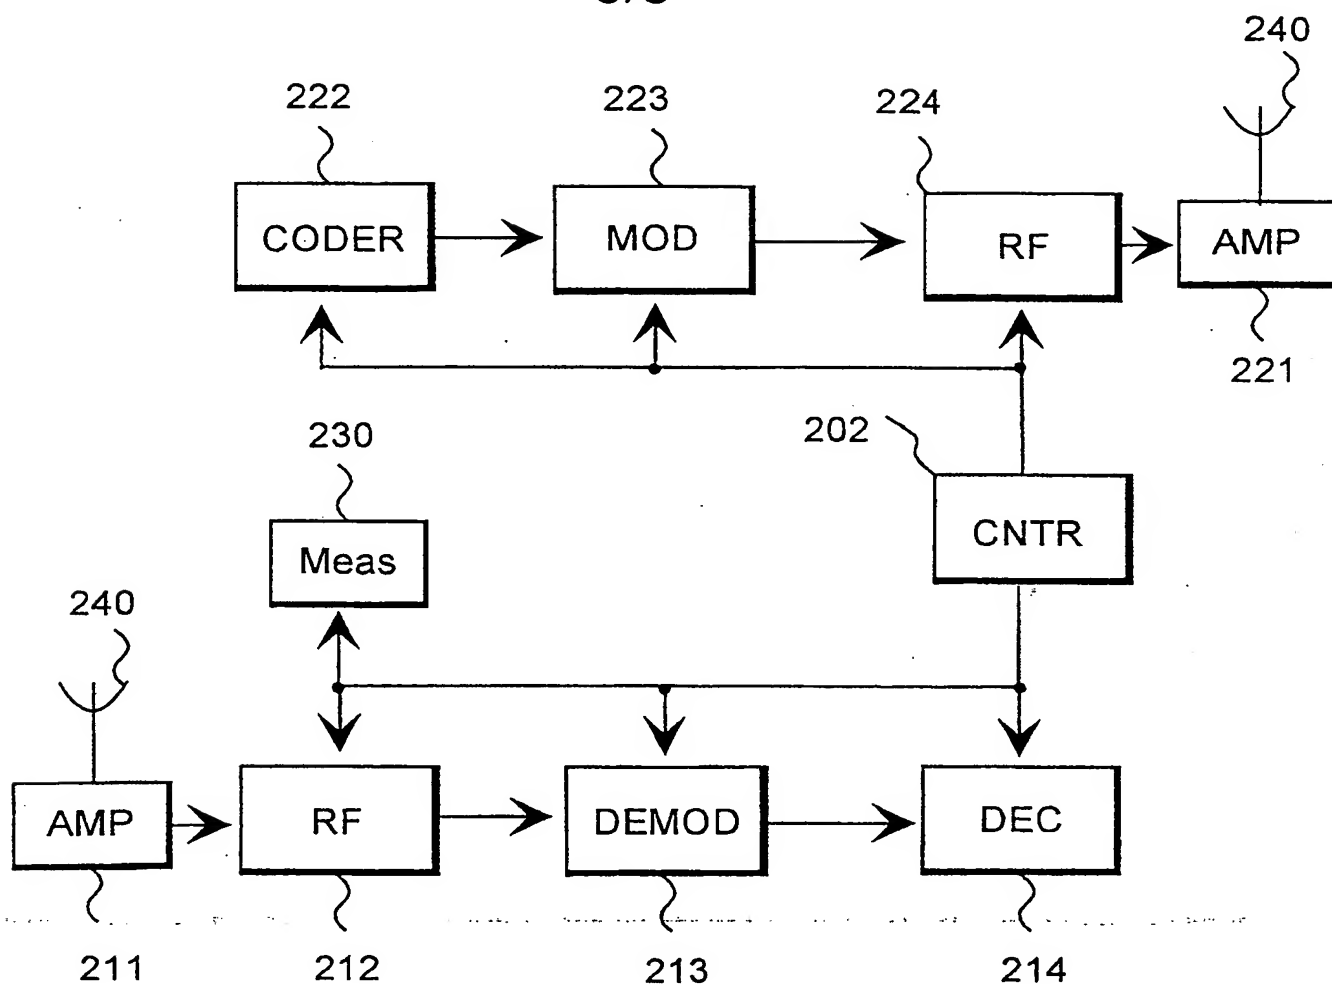 240
222
223
224
CODER
MOD
RF
AMP
221
202
230
CNTR
Meas
240
AMP
RF
DEMOD
DEC
211
212
213
214